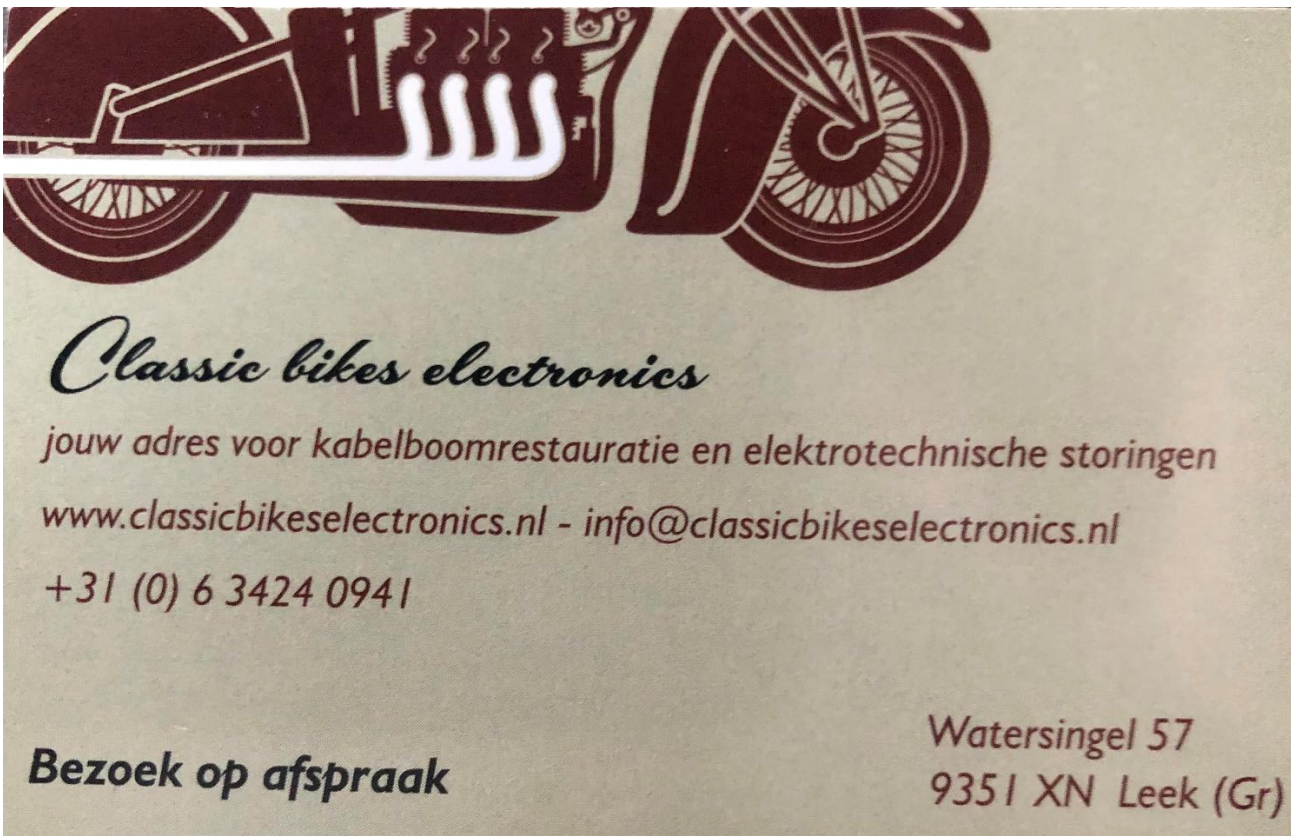 Classic bikes electronics
jouw adres voor kabelboomrestauratie en elektrotechnische storingen
www.classicbikeselectronics.nl - info@classicbikeselectronics.nl
+31 (0) 6 3424 0941
Bezoek op afspraak
Watersingel 57
9351 XN Leek (Gr)